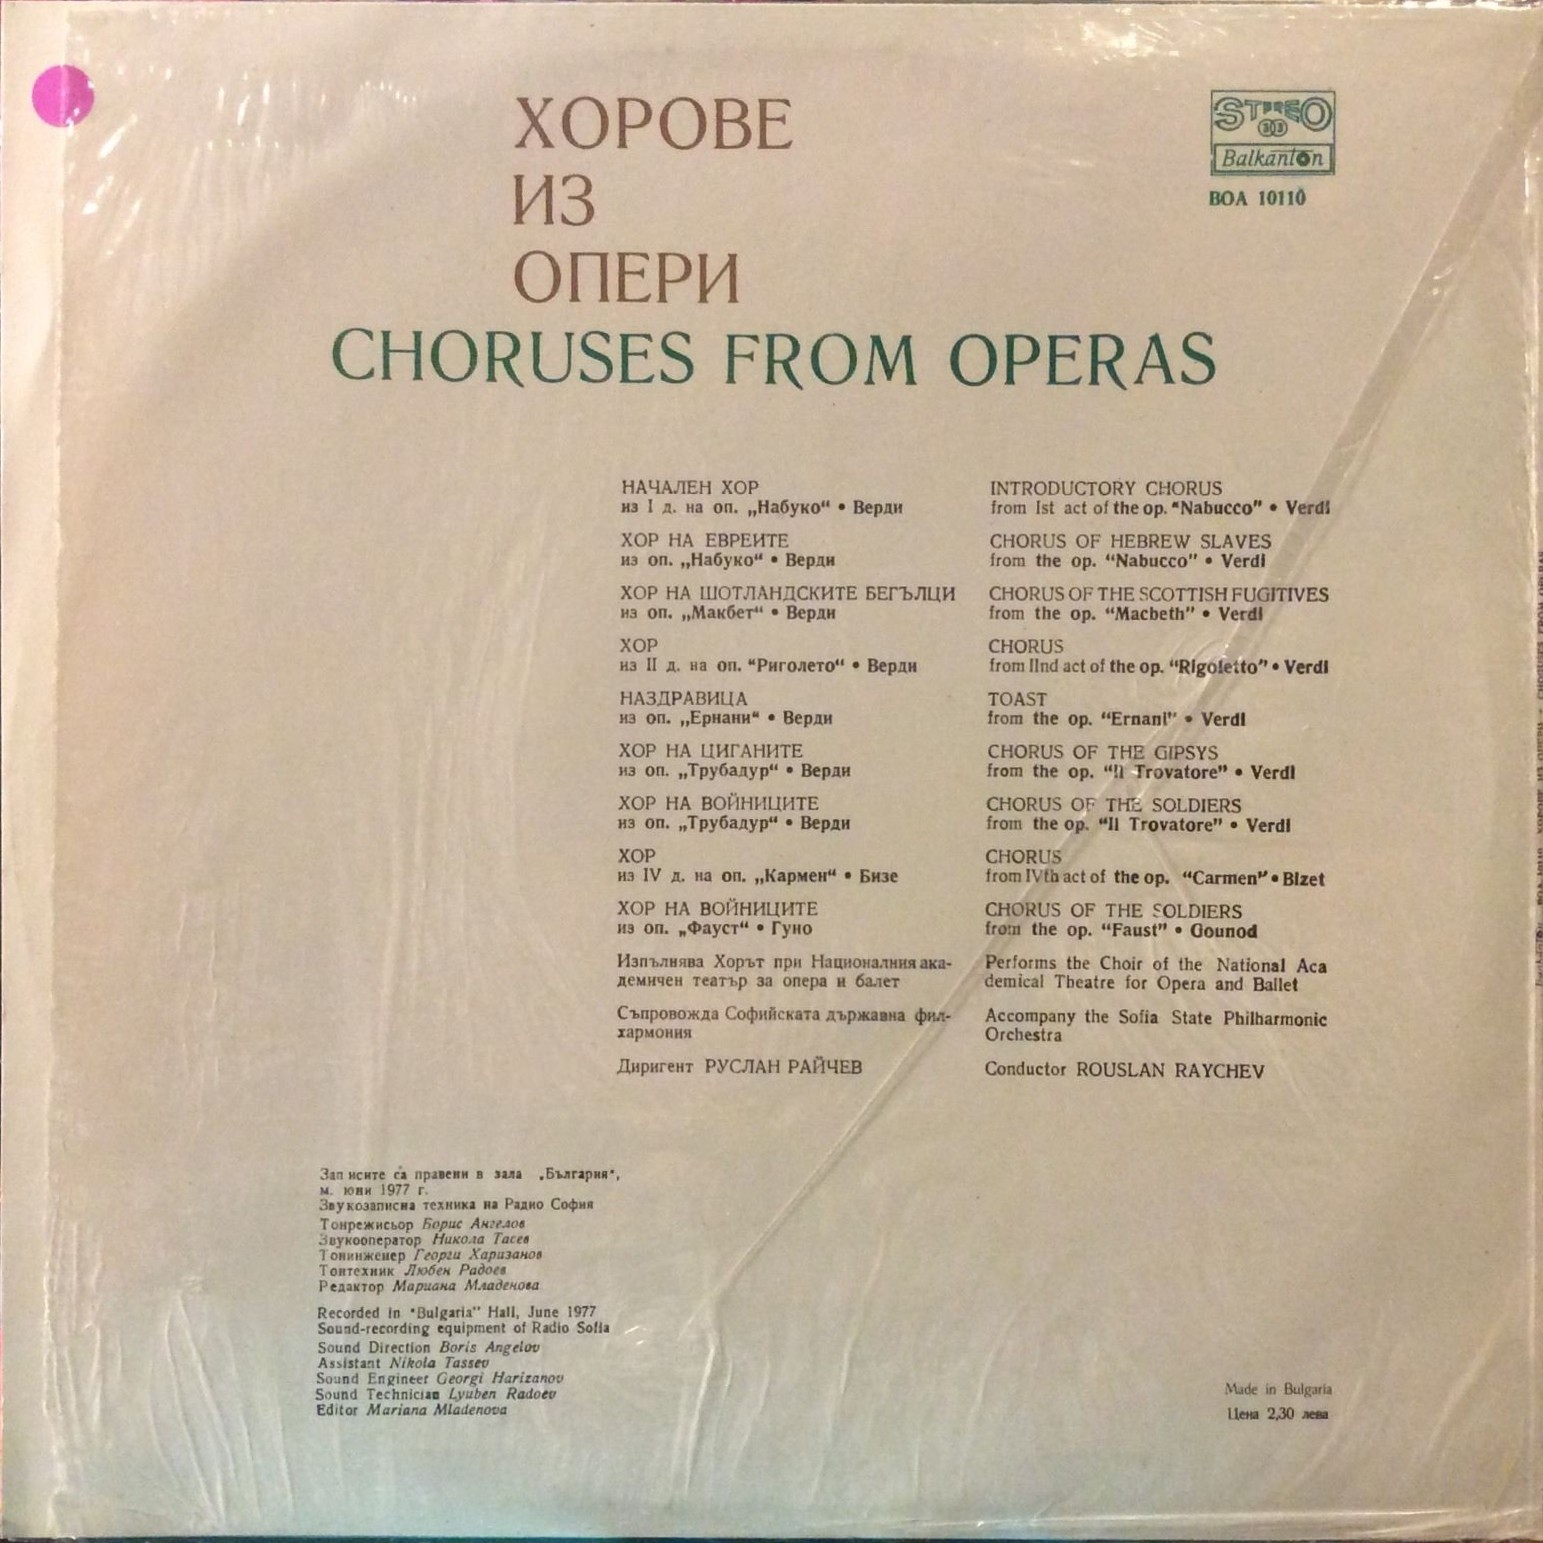 ХОРОВЕ
ИЗ
ОПЕРИ
CHORUSES FROM OPERAS
STEREO
33
Balkanton
ВОА 10110
НАЧАЛЕН ХОР
из I д. на оп. „Набуко“ • Верди
ХОР НА ЕВРЕИТЕ
из оп. „Набуко“ • Верди
ХОР НА ШОТЛАНДСКИТЕ БЕГЪЛЦИ
из оп. „Макбет“ • Верди
ХОР
из II д. на оп. “Риголето“ • Верди
НАЗДРАВИЦА
из оп. „Ернани“ • Верди
ХОР НА ЦИГАНИТЕ
из оп. „Трубадур“ • Верди
ХОР НА ВОЙНИЦИТЕ
из оп. „Трубадур“ • Верди
ХОР
из IV д. на оп. „Кармен“ • Бизе
ХОР НА ВОЙНИЦИТЕ
из оп. „Фауст“ • Гуно
Изпълнява Хорът при Националния ака-
демичен театър за опера и балет
Съпровожда Софийската държавна фил-
хармония
Диригент РУСЛАН РАЙЧЕВ
INTRODUCTORY CHORUS
from Ist act of the op. “Nabucco” • Verdi
CHORUS OF HEBREW SLAVES
from the op. “Nabucco” • Verdi
CHORUS OF THE SCOTTISH FUGITIVES
from the op. “Macbeth” • Verdi
CHORUS
from IInd act of the op. “Rigoletto” • Verdi
TOAST
from the op. “Ernani” • Verdi
CHORUS OF THE GIPSYS
from the op. “Il Trovatore” • Verdi
CHORUS OF THE SOLDIERS
from the op. “Il Trovatore” • Verdi
CHORUS
from IVth act of the op. “Carmen” • Bizet
CHORUS OF THE SOLDIERS
from the op. “Faust” • Gounod
Performs the Choir of the National Aca
demical Theatre for Opera and Ballet
Accompany the Sofia State Philharmonic
Orchestra
Conductor ROUSLAN RAYCHEV
Записите са правени в зала „България“,
м. юни 1977 г.
Звукозаписна техника на Радио София
Тонрежисьор Борис Ангелов
Звукооператор Никола Тасев
Тонинженер Георги Харизанов
Тонтехник Любен Радоев
Редактор Мариана Младенова
Recorded in “Bulgaria” Hall, June 1977
Sound-recording equipment of Radio Sofia
Sound Direction Boris Angelov
Assistant Nikola Tassev
Sound Engineer Georgi Harizanov
Sound Technician Lyuben Radoev
Editor Mariana Mladenova
Made in Bulgaria
Цена 2,30 лева